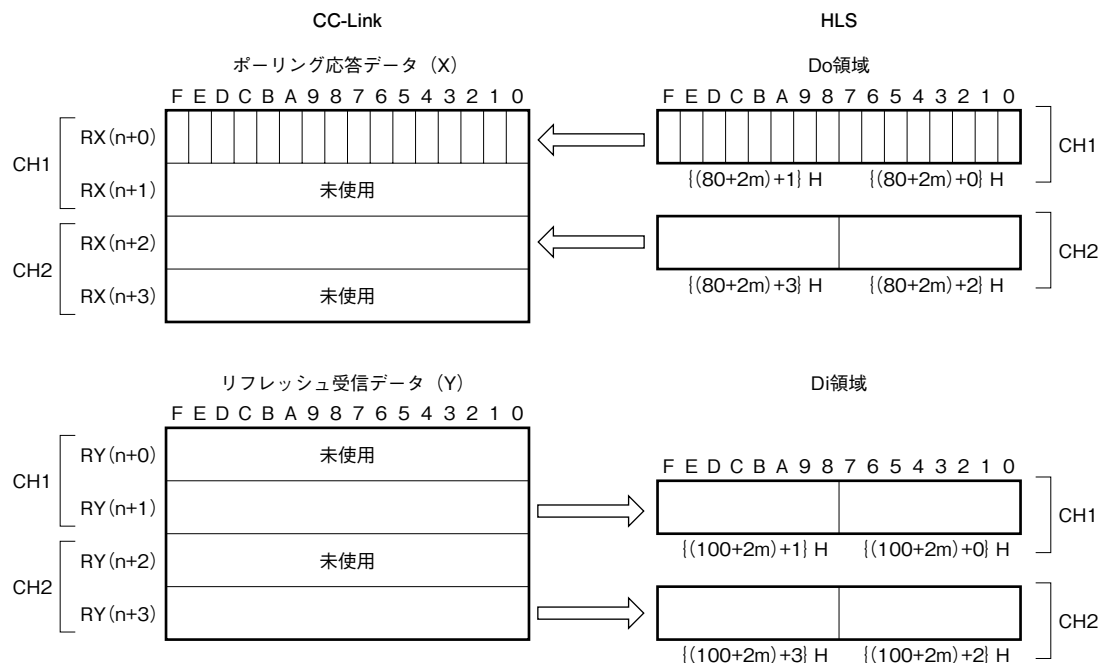 CC-Link HLS
ポーリング応答データ（X） Do領域
F E D C B A 9 8 7 6 5 4 3 2 1 0 F E D C B A 9 8 7 6 5 4 3 2 1 0
CH1 RX(n+0) CH1
{(80+2m)+1} H {(80+2m)+0} H
RX(n+1) 未使用
CH2 RX(n+2) CH2
{(80+2m)+3} H {(80+2m)+2} H
RX(n+3) 未使用
リフレッシュ受信データ（Y） Di領域
F E D C B A 9 8 7 6 5 4 3 2 1 0
CH1 RY(n+0) 未使用
F E D C B A 9 8 7 6 5 4 3 2 1 0
RY(n+1) CH1
{(100+2m)+1} H {(100+2m)+0} H
CH2 RY(n+2) 未使用
RY(n+3) CH2
{(100+2m)+3} H {(100+2m)+2} H